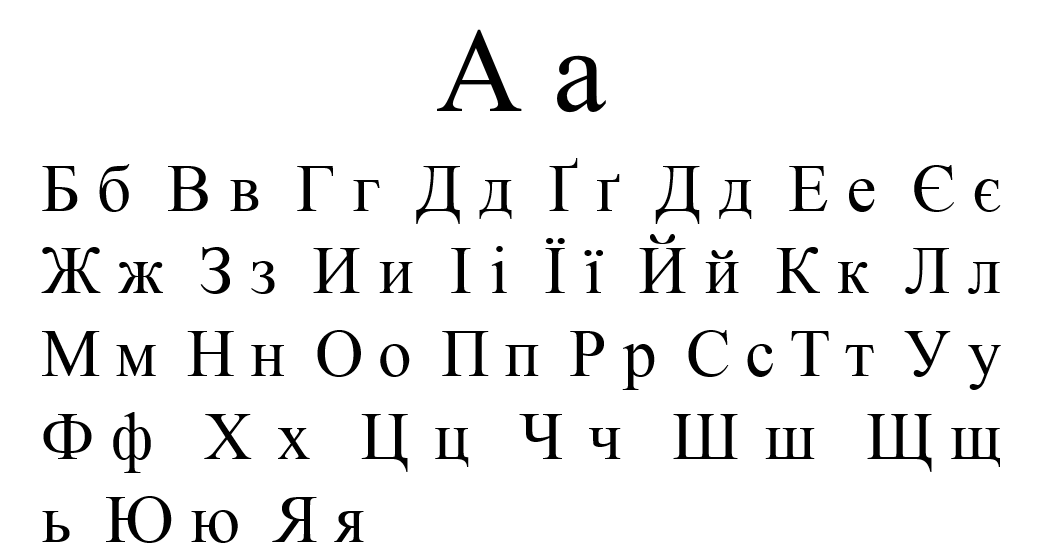 А а
Б б В в Г г Д д Ґ ґ Д д Е е Є є
Ж ж З з И и І і Ї ї Й й К к Л л
М м Н н О о П п Р р С с Т т У у
Ф ф Х х Ц ц Ч ч Ш ш Щ щ
ь Ю ю Я я